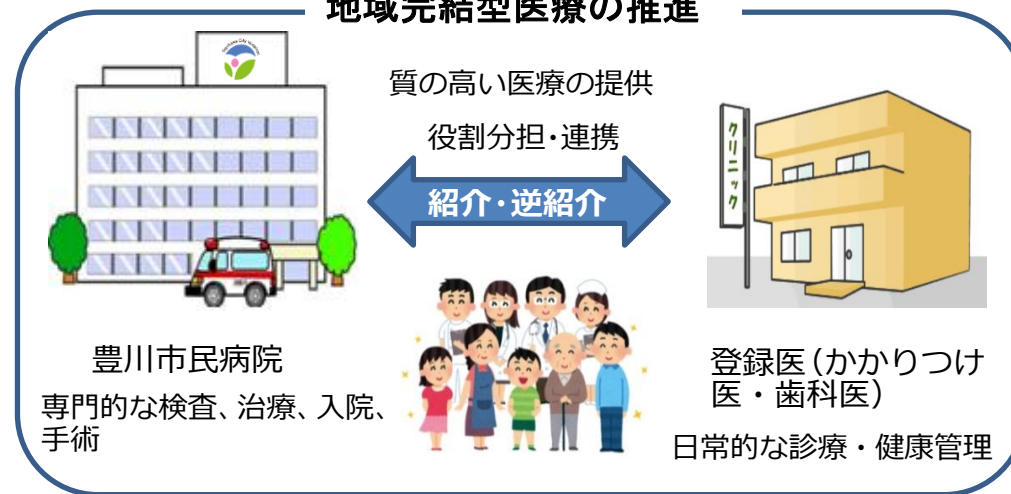 地域完結型医療の推進
質の高い医療の提供
役割分担・連携
紹介・逆紹介
クリニック
豊川市民病院
専門的な検査、治療、入院、
手術
登録医(かかりつけ
医・歯科医)
日常的な診療・健康管理